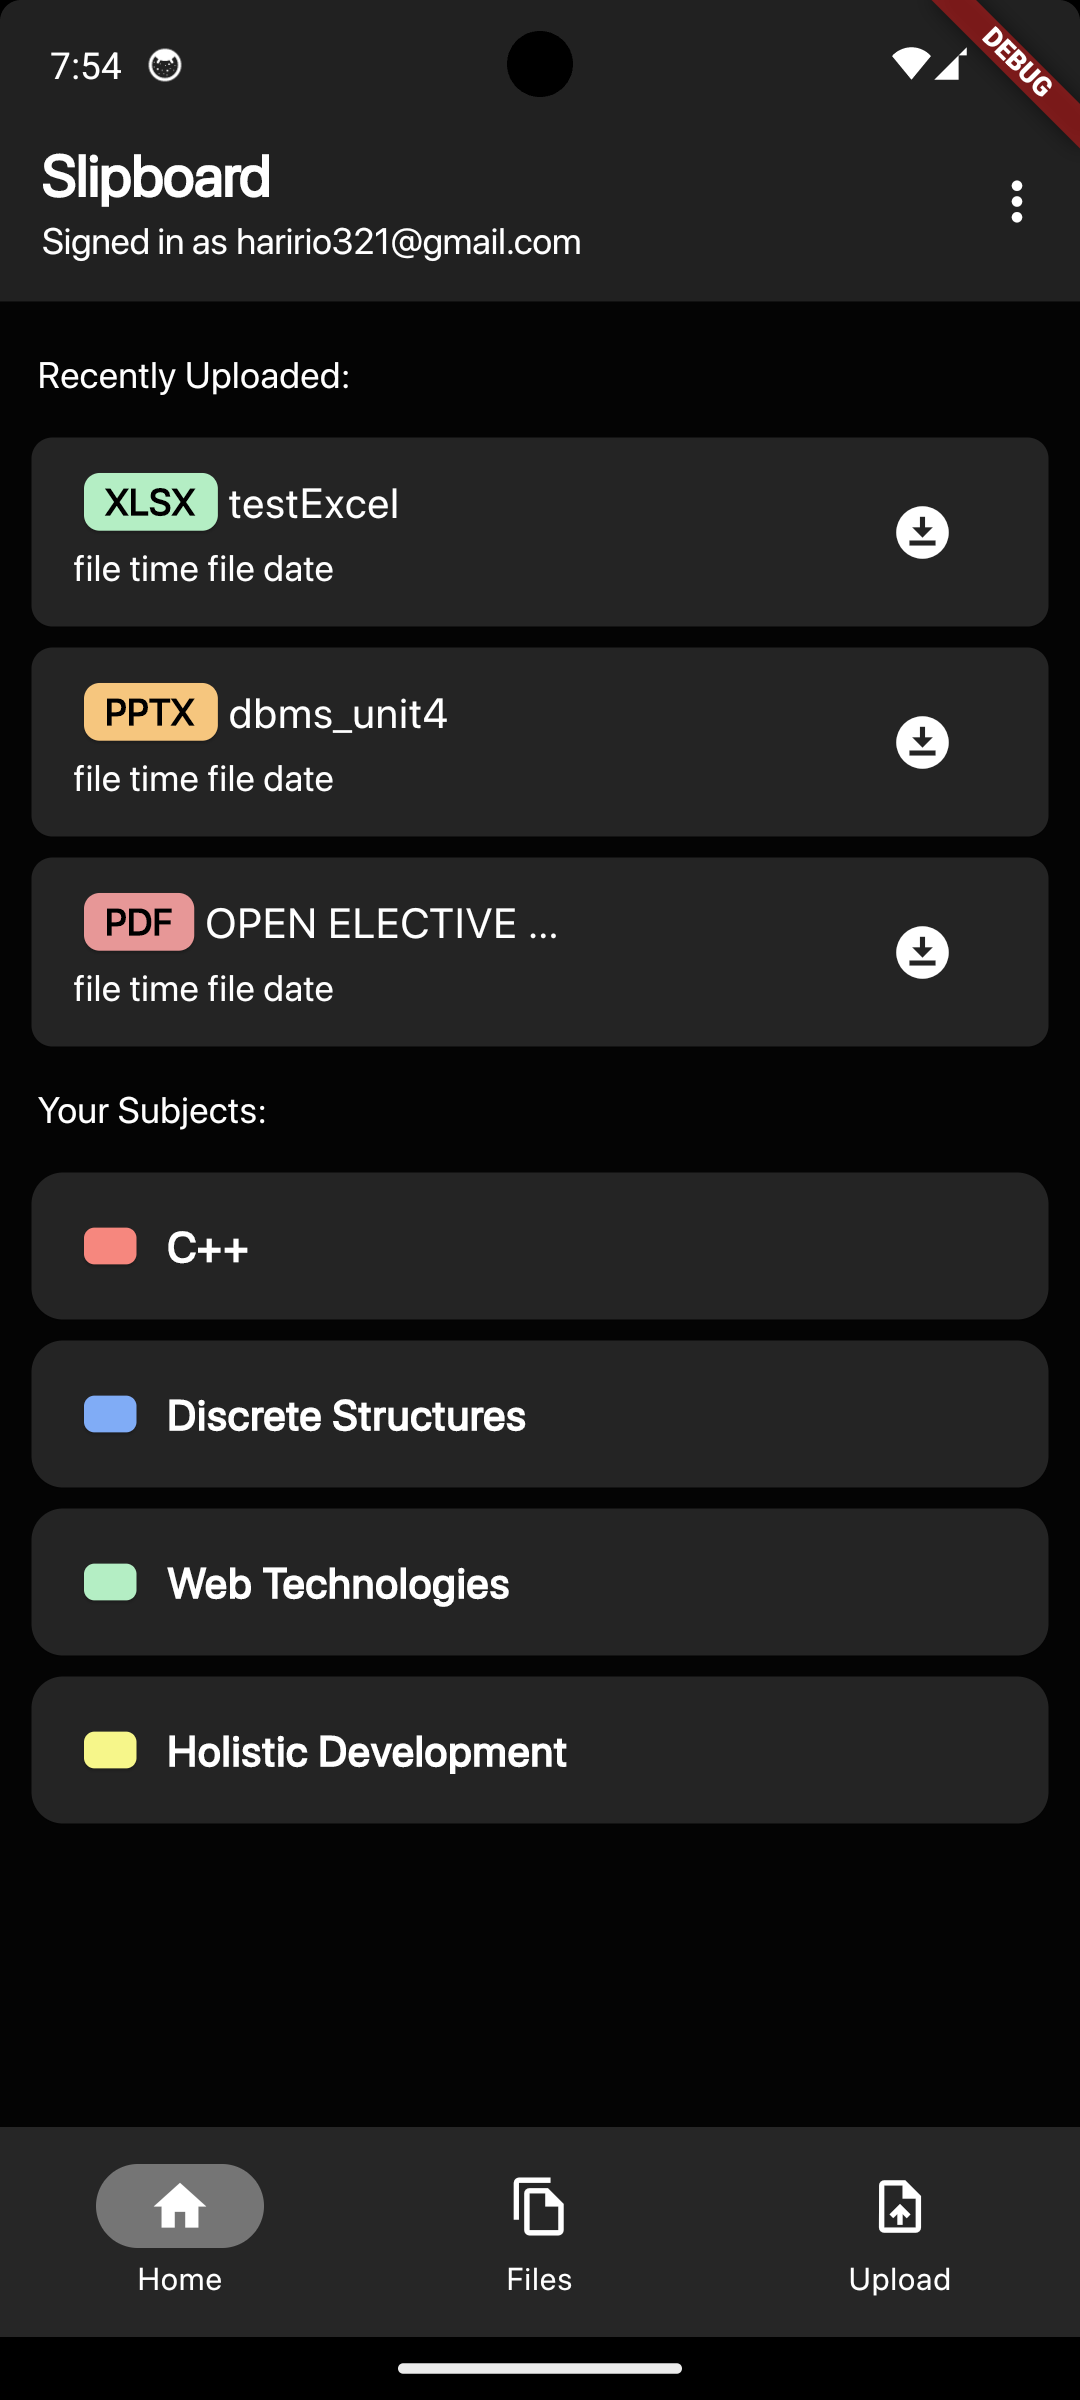 7:54
DEBUG
Slipboard
Signed in as haririo321@gmail.com
Recently Uploaded:
XLSX testExcel
file time file date
PPTX dbms_unit4
file time file date
PDF OPEN ELECTIVE ...
file time file date
Your Subjects:
C++
Discrete Structures
Web Technologies
Holistic Development
Home Files Upload